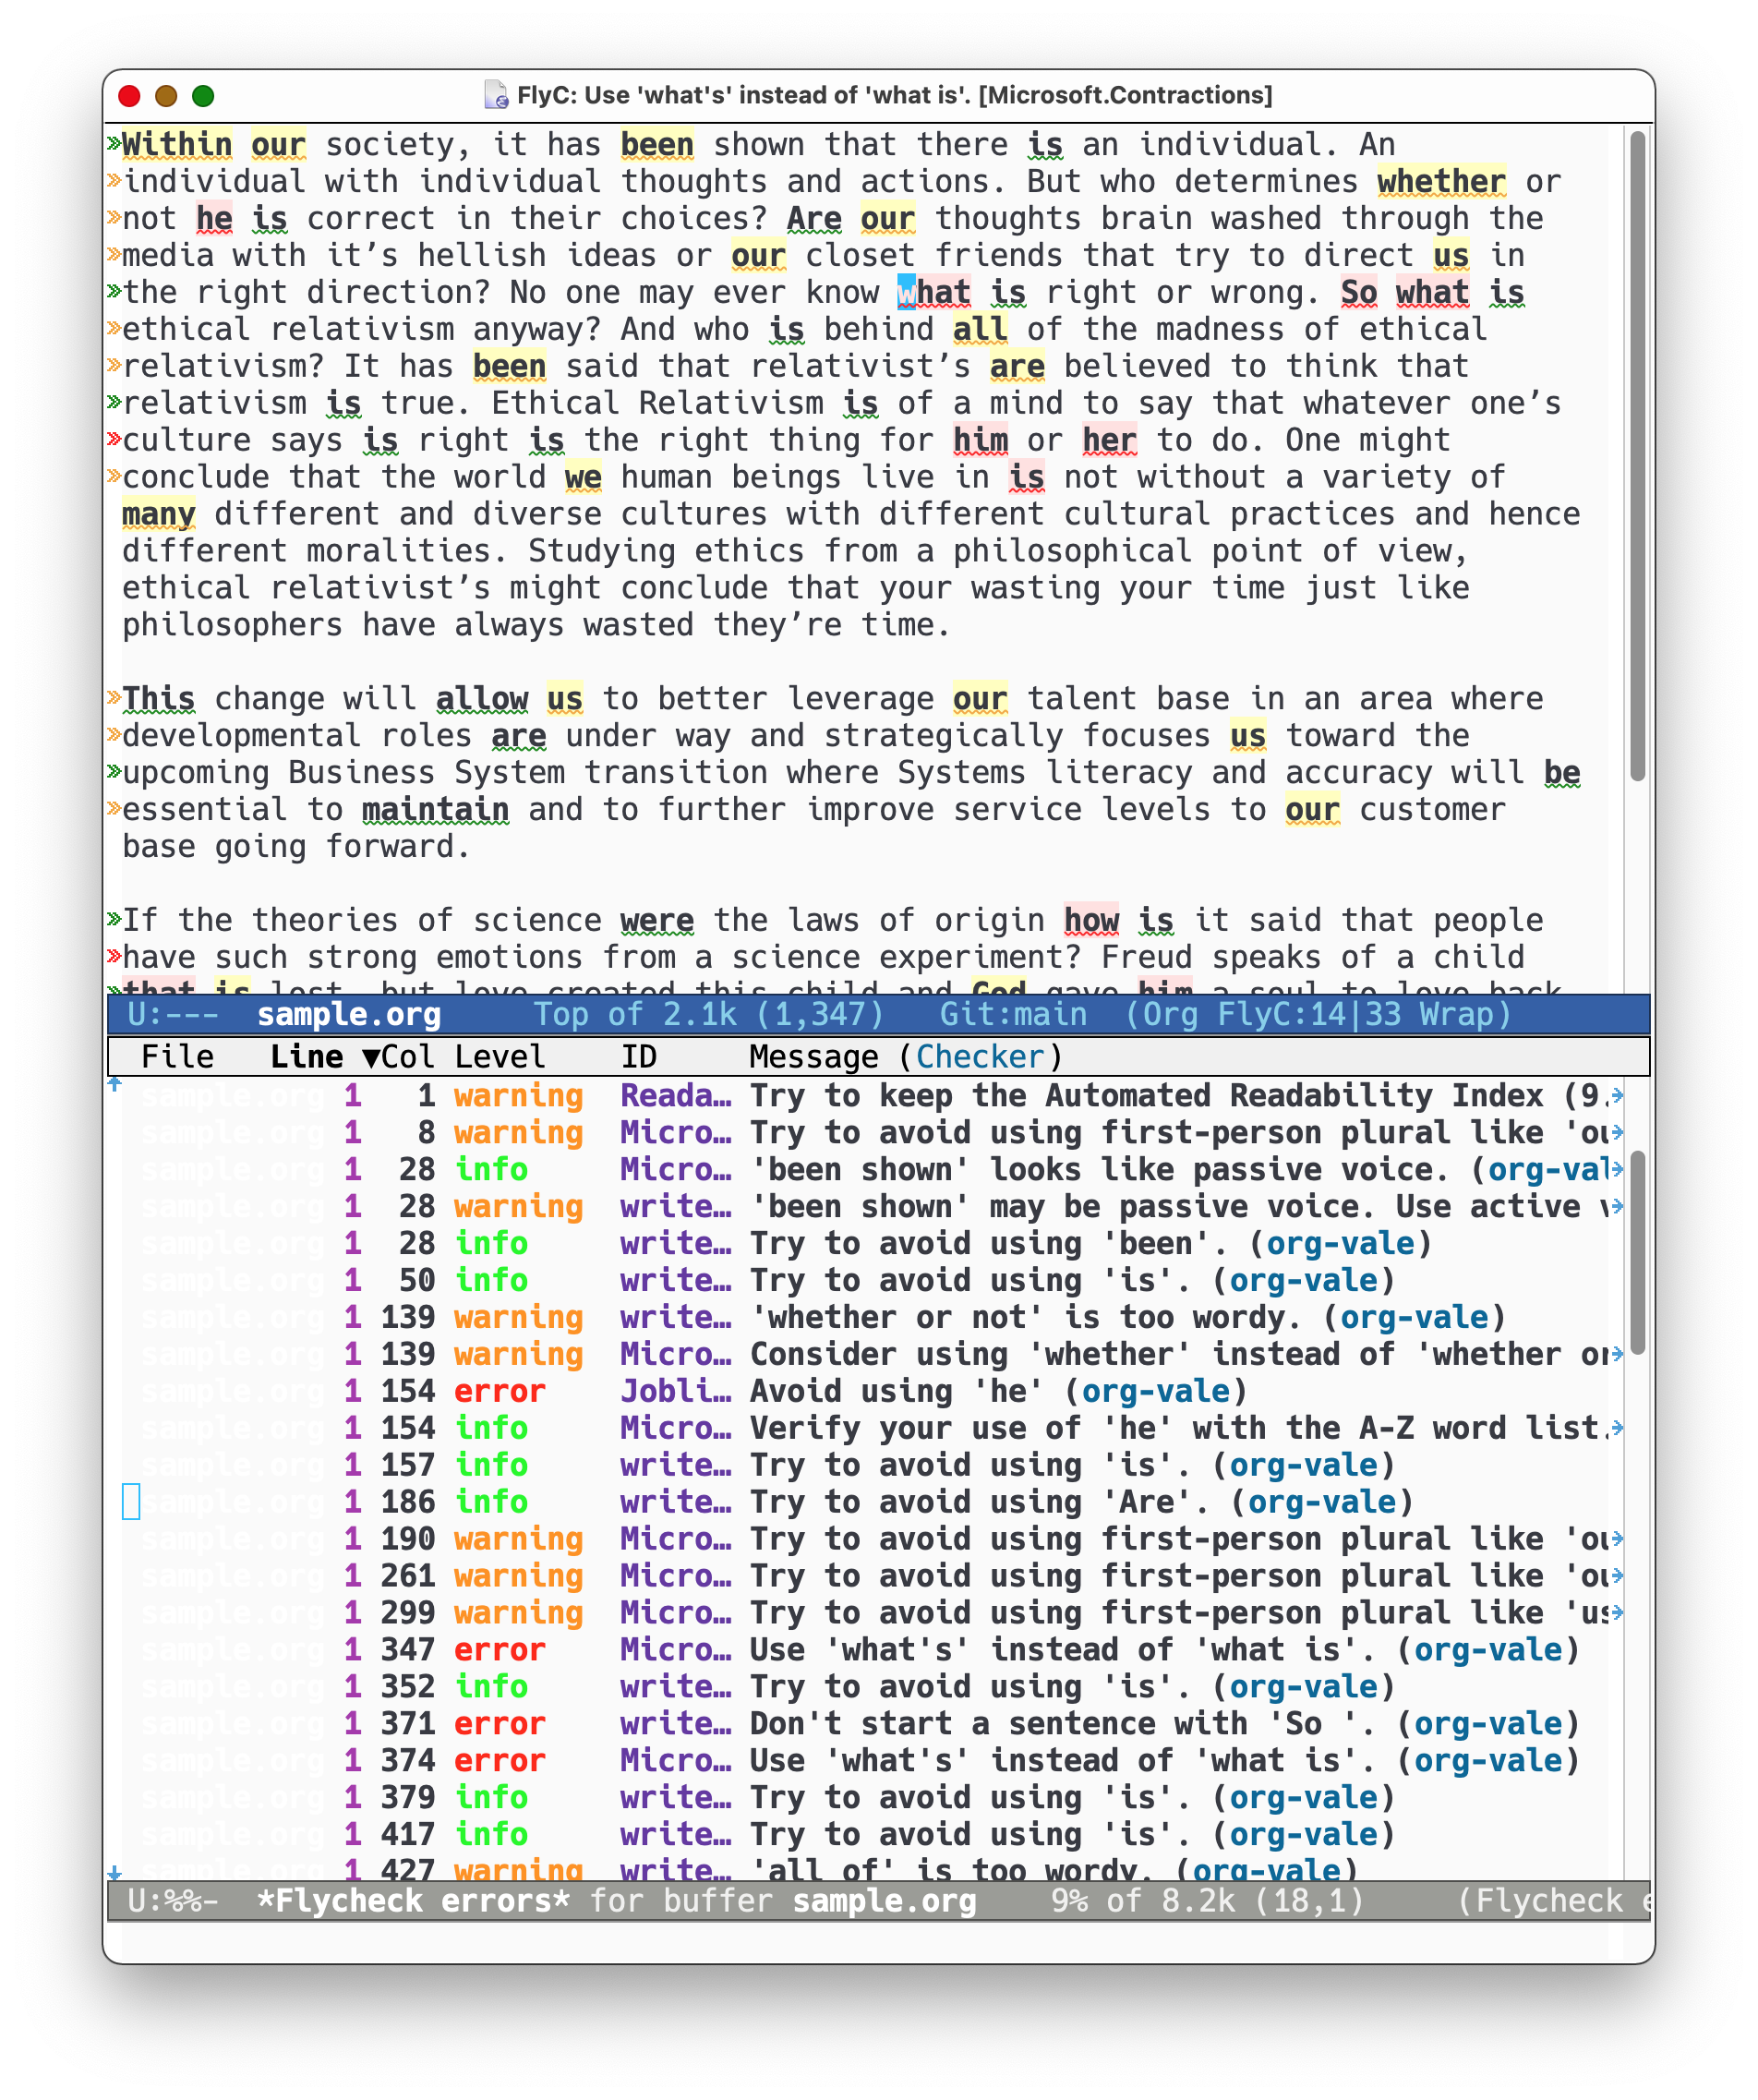 FlyC: Use 'what's' instead of 'what is'. [Microsoft.Contractions]
Within our society, it has been shown that there is an individual. An
individual with individual thoughts and actions. But who determines whether or
not he is correct in their choices? Are our thoughts brain washed through the
media with it’s hellish ideas or our closet friends that try to direct us in
the right direction? No one may ever know what is right or wrong. So what is
ethical relativism anyway? And who is behind all of the madness of ethical
relativism? It has been said that relativist’s are believed to think that
relativism is true. Ethical Relativism is of a mind to say that whatever one’s
culture says is right is the right thing for him or her to do. One might
conclude that the world we human beings live in is not without a variety of
many different and diverse cultures with different cultural practices and hence
different moralities. Studying ethics from a philosophical point of view,
ethical relativist’s might conclude that your wasting your time just like
philosophers have always wasted they’re time.
This change will allow us to better leverage our talent base in an area where
developmental roles are under way and strategically focuses us toward the
upcoming Business System transition where Systems literacy and accuracy will be
essential to maintain and to further improve service levels to our customer
base going forward.
If the theories of science were the laws of origin how is it said that people
have such strong emotions from a science experiment? Freud speaks of a child
that is lost, but love created this child and God gave him a soul to love back
U:--- sample.org Top of 2.1k (1,347) Git:main (Org FlyC:14|33 Wrap)
File Line ▼Col Level ID Message (Checker)
sample.org 1 1 warning Reada… Try to keep the Automated Readability Index (9.
sample.org 1 8 warning Micro… Try to avoid using first-person plural like 'ou
sample.org 1 28 info Micro… 'been shown' looks like passive voice. (org-val
sample.org 1 28 warning write… 'been shown' may be passive voice. Use active v
sample.org 1 28 info write… Try to avoid using 'been'. (org-vale)
sample.org 1 50 info write… Try to avoid using 'is'. (org-vale)
sample.org 1 139 warning write… 'whether or not' is too wordy. (org-vale)
sample.org 1 139 warning Micro… Consider using 'whether' instead of 'whether or
sample.org 1 154 error Jobli… Avoid using 'he' (org-vale)
sample.org 1 154 info Micro… Verify your use of 'he' with the A-Z word list.
sample.org 1 157 info write… Try to avoid using 'is'. (org-vale)
sample.org 1 186 info write… Try to avoid using 'Are'. (org-vale)
sample.org 1 190 warning Micro… Try to avoid using first-person plural like 'ou
sample.org 1 261 warning Micro… Try to avoid using first-person plural like 'ou
sample.org 1 299 warning Micro… Try to avoid using first-person plural like 'us
sample.org 1 347 error Micro… Use 'what's' instead of 'what is'. (org-vale)
sample.org 1 352 info write… Try to avoid using 'is'. (org-vale)
sample.org 1 371 error write… Don't start a sentence with 'So '. (org-vale)
sample.org 1 374 error Micro… Use 'what's' instead of 'what is'. (org-vale)
sample.org 1 379 info write… Try to avoid using 'is'. (org-vale)
sample.org 1 417 info write… Try to avoid using 'is'. (org-vale)
sample.org 1 427 warning write… 'all of' is too wordy. (org-vale)
U:%%- *Flycheck errors* for buffer sample.org 9% of 8.2k (18,1) (Flycheck e